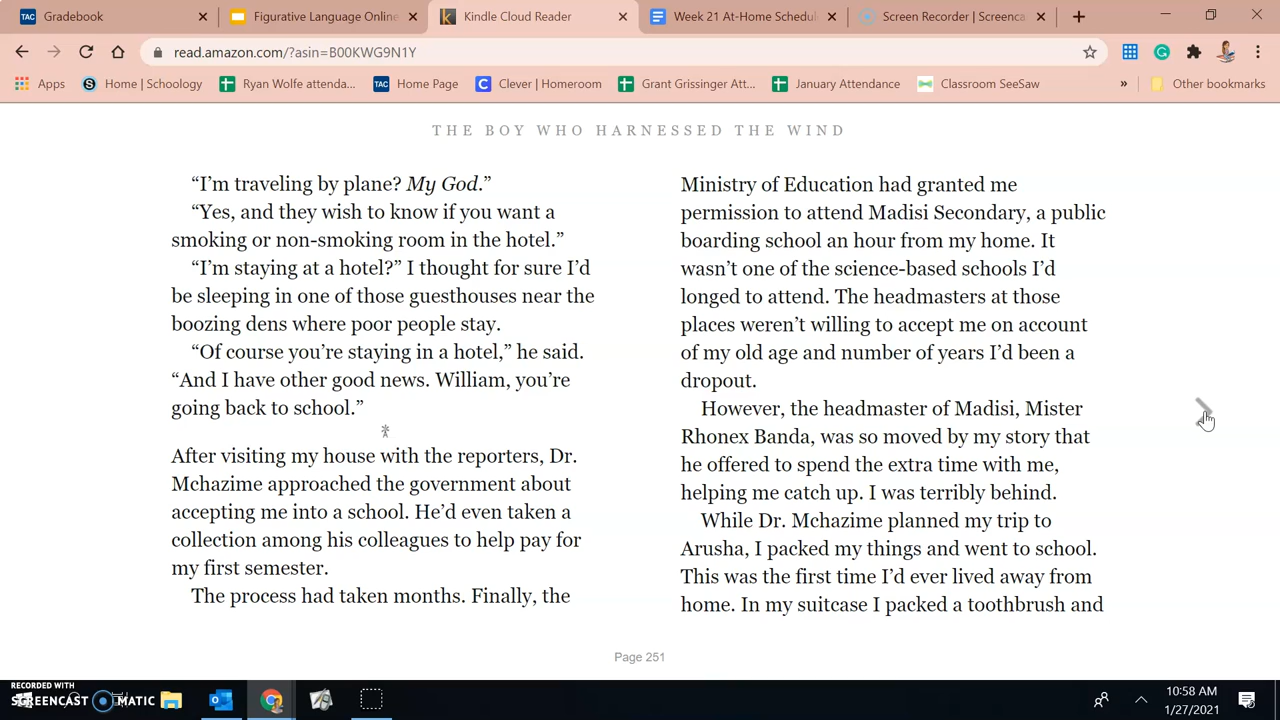 Gradebook
Figurative Language Online
Kindle Cloud Reader
Week 21 At-Home Schedul
Screen Recorder | Screenca
read.amazon.com/?asin=B00KWG9N1Y
Apps
Home | Schoology
Ryan Wolfe attenda...
Home Page
Clever | Homeroom
Grant Grissinger Att...
January Attendance
Classroom SeeSaw
»
Other bookmarks
THE BOY WHO HARNESSED THE WIND
“I’m traveling by plane? My God.”
“Yes, and they wish to know if you want a
smoking or non-smoking room in the hotel.”
“I’m staying at a hotel?” I thought for sure I’d
be sleeping in one of those guesthouses near the
boozing dens where poor people stay.
“Of course you’re staying in a hotel,” he said.
“And I have other good news. William, you’re
going back to school.”
After visiting my house with the reporters, Dr.
Mchazime approached the government about
accepting me into a school. He’d even taken a
collection among his colleagues to help pay for
my first semester.
The process had taken months. Finally, the
Ministry of Education had granted me
permission to attend Madisi Secondary, a public
boarding school an hour from my home. It
wasn’t one of the science-based schools I’d
longed to attend. The headmasters at those
places weren’t willing to accept me on account
of my old age and number of years I’d been a
dropout.
However, the headmaster of Madisi, Mister
Rhonex Banda, was so moved by my story that
he offered to spend the extra time with me,
helping me catch up. I was terribly behind.
While Dr. Mchazime planned my trip to
Arusha, I packed my things and went to school.
This was the first time I’d ever lived away from
home. In my suitcase I packed a toothbrush and
Page 251
RECORDED WITH
SCREENCAST MATIC
10:58 AM
1/27/2021